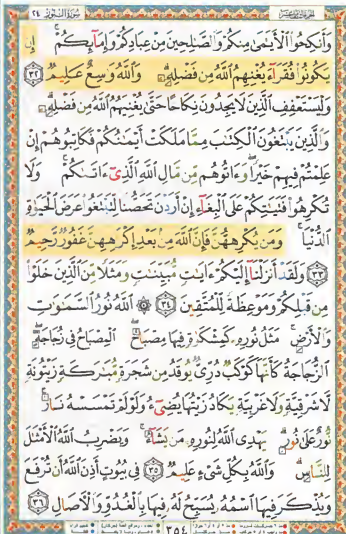 سورة النور ٢٤
وَأَنكِحُوا۟ ٱلْأَيَـٰمَىٰ مِنكُمْ وَٱلصَّـٰلِحِينَ مِنْ عِبَادِكُمْ وَإِمَآئِكُمْ ۚ إِن
يَكُونُوا۟ فُقَرَآءَ يُغْنِهِمُ ٱللَّهُ مِن فَضْلِهِۦ ۗ وَٱللَّهُ وَٰسِعٌ عَلِيمٌ ٣٢
وَلْيَسْتَعْفِفِ ٱلَّذِينَ لَا يَجِدُونَ نِكَاحًا حَتَّىٰ يُغْنِيَهُمُ ٱللَّهُ مِن فَضْلِهِۦ ۗ
وَٱلَّذِينَ يَبْتَغُونَ ٱلْكِتَـٰبَ مِمَّا مَلَكَتْ أَيْمَـٰنُكُمْ فَكَاتِبُوهُمْ إِنْ
عَلِمْتُمْ فِيهِمْ خَيْرًا ۖ وَءَاتُوهُم مِّن مَّالِ ٱللَّهِ ٱلَّذِىٓ ءَاتَىٰكُمْ ۚ وَلَا
تُكْرِهُوا۟ فَتَيَـٰتِكُمْ عَلَى ٱلْبِغَآءِ إِنْ أَرَدْنَ تَحَصُّنًا لِّتَبْتَغُوا۟ عَرَضَ ٱلْحَيَوٰةِ
ٱلدُّنْيَا ۚ وَمَن يُكْرِههُّنَّ فَإِنَّ ٱللَّهَ مِنۢ بَعْدِ إِكْرَٰهِهِنَّ غَفُورٌ رَّحِيمٌ
٣٣ وَلَقَدْ أَنزَلْنَآ إِلَيْكُمْ ءَايَـٰتٍ مُّبَيِّنَـٰتٍ وَمَثَلًا مِّنَ ٱلَّذِينَ خَلَوْا۟
مِن قَبْلِكُمْ وَمَوْعِظَةً لِّلْمُتَّقِينَ ٣٤ ۞ ٱللَّهُ نُورُ ٱلسَّمَـٰوَٰتِ
وَٱلْأَرْضِ ۚ مَثَلُ نُورِهِۦ كَمِشْكَوٰةٍ فِيهَا مِصْبَاحٌ ۖ ٱلْمِصْبَاحُ فِى زُجَاجَةٍ ۖ
ٱلزُّجَاجَةُ كَأَنَّهَا كَوْكَبٌ دُرِّىٌّ يُوقَدُ مِن شَجَرَةٍ مُّبَـٰرَكَةٍ زَيْتُونَةٍ
لَّا شَرْقِيَّةٍ وَلَا غَرْبِيَّةٍ يَكَادُ زَيْتُهَا يُضِىٓءُ وَلَوْ لَمْ تَمْسَسْهُ نَارٌ ۚ
نُّورٌ عَلَىٰ نُورٍ ۗ يَهْدِى ٱللَّهُ لِنُورِهِۦ مَن يَشَآءُ ۚ وَيَضْرِبُ ٱللَّهُ ٱلْأَمْثَـٰلَ
لِلنَّاسِ ۗ وَٱللَّهُ بِكُلِّ شَىْءٍ عَلِيمٌ ٣٥ فِى بُيُوتٍ أَذِنَ ٱللَّهُ أَن تُرْفَعَ
وَيُذْكَرَ فِيهَا ٱسْمُهُۥ يُسَبِّحُ لَهُۥ فِيهَا بِٱلْغُدُوِّ وَٱلْـَٔاصَالِ ٣٦
٣٥٤